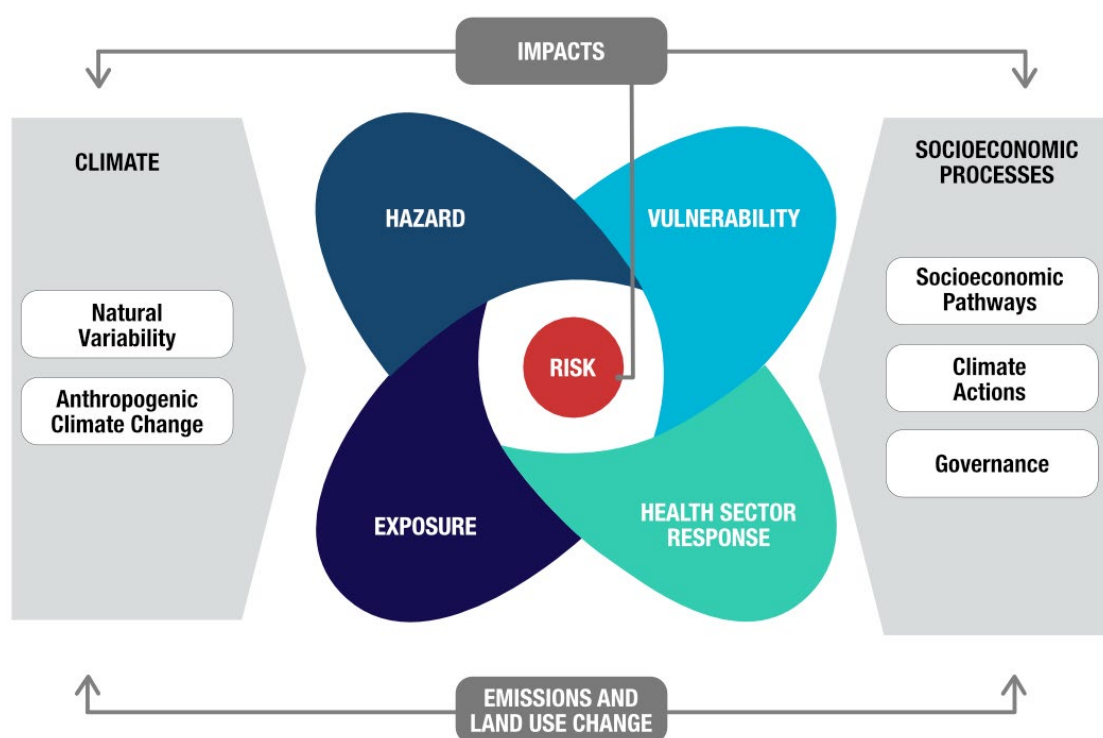 IMPACTS
CLIMATE
Natural
Variability
Anthropogenic
Climate Change
HAZARD
VULNERABILITY
RISK
EXPOSURE
HEALTH SECTOR
RESPONSE
SOCIOECONOMIC
PROCESSES
Socioeconomic
Pathways
Climate
Actions
Governance
EMISSIONS AND
LAND USE CHANGE